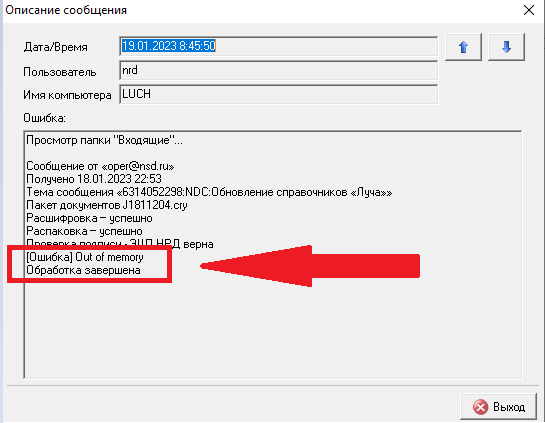 Описание сообщения
Дата/Время 19.01.2023 8:45:50
Пользователь nrd
Имя компьютера LUCH
Ошибка:
Просмотр папки "Входящие"...
Сообщение от «oper@nsd.ru»
Получено 18.01.2023 22:53
Тема сообщения «6314052298:NDC:Обновление справочников «Луча»»
Пакет документов J1811204.cry
Расшифровка – успешно
Распаковка – успешно
Проверка подписи - ЭЦП НРД верна
[Ошибка] Out of memory
Обработка завершена
Выход